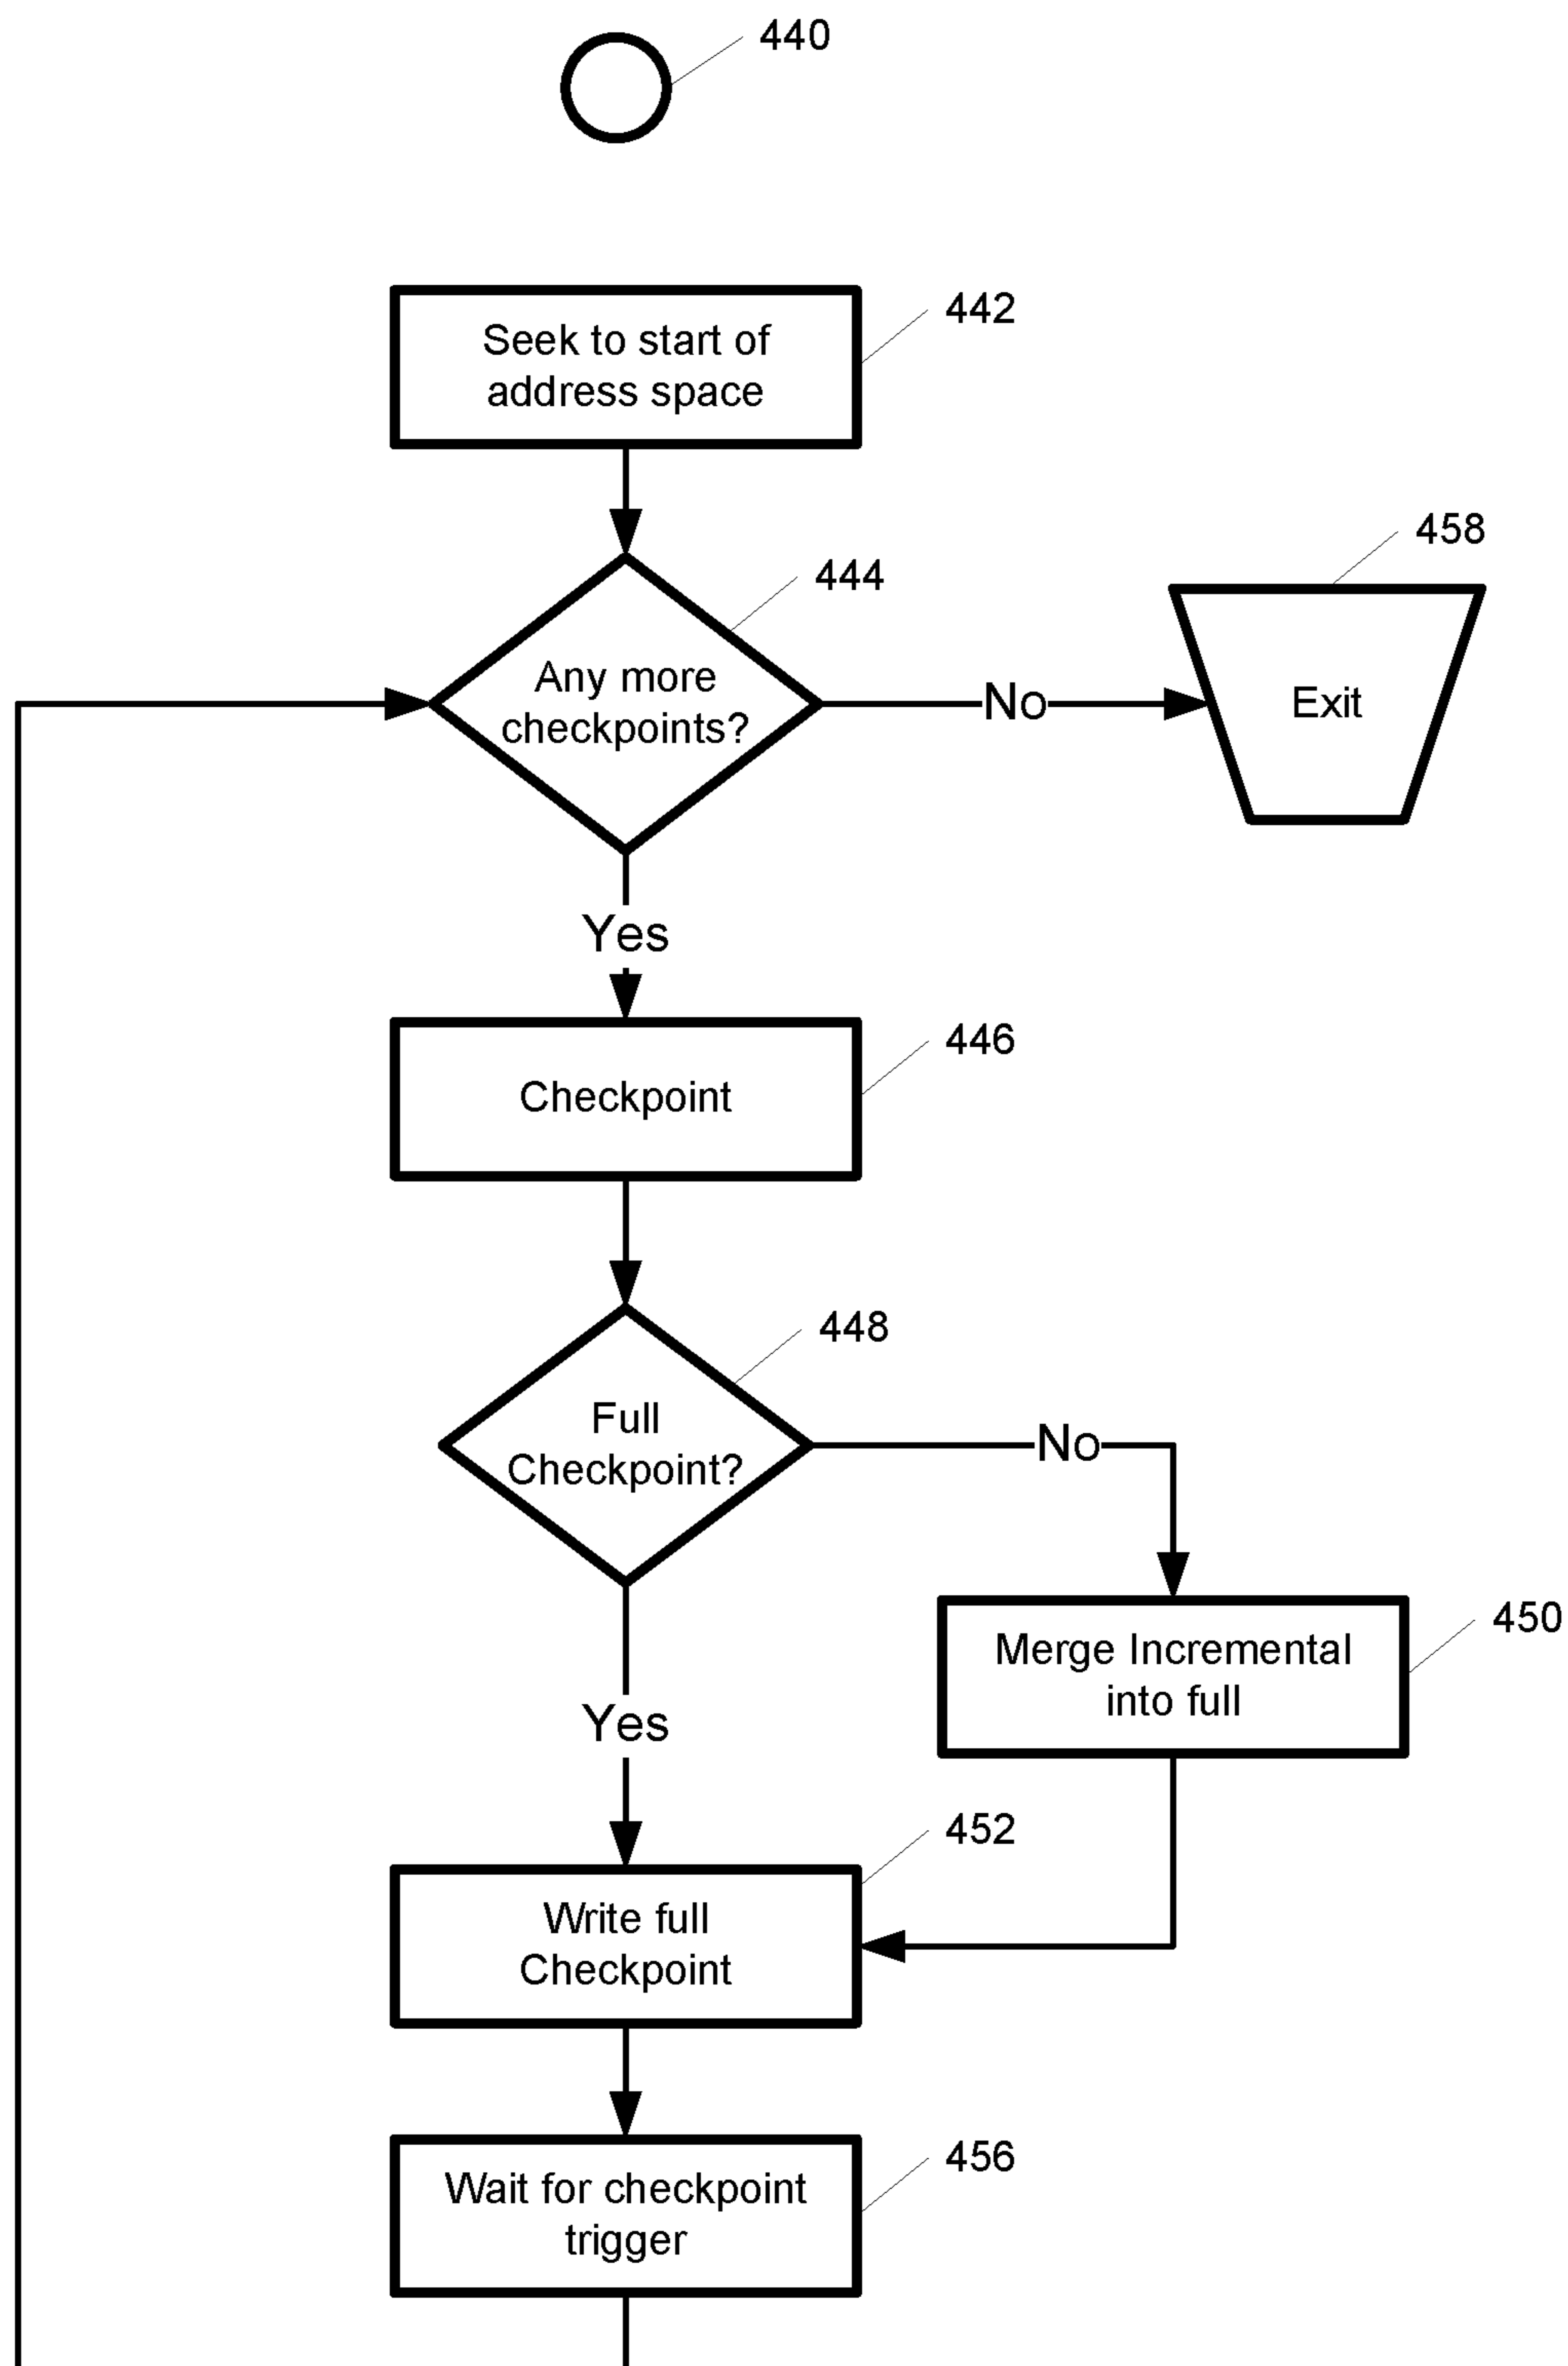 440
442
Seek to start of
address space
458
444
Any more
checkpoints?
No
Exit
Yes
446
Checkpoint
448
Full
Checkpoint?
No
450
Merge Incremental
into full
Yes
452
Write full
Checkpoint
456
Wait for checkpoint
trigger